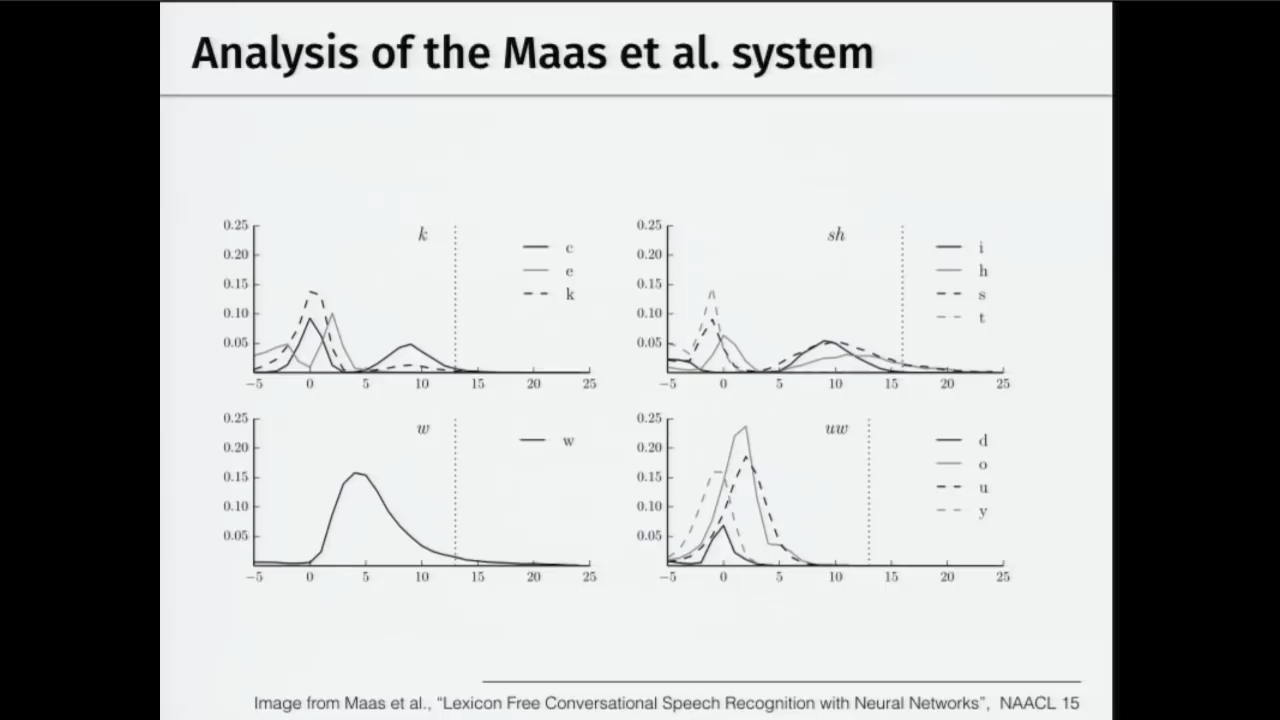 Analysis of the Maas et al. system
0.25
0.20
0.15
0.10
0.05
k
c
e
k
−5 0 5 10 15 20 25
0.25
0.20
0.15
0.10
0.05
sh
i
h
s
t
−5 0 5 10 15 20 25
0.25
0.20
0.15
0.10
0.05
w
w
−5 0 5 10 15 20 25
0.25
0.20
0.15
0.10
0.05
uw
d
o
u
y
−5 0 5 10 15 20 25
Image from Maas et al., “Lexicon Free Conversational Speech Recognition with Neural Networks”, NAACL 15